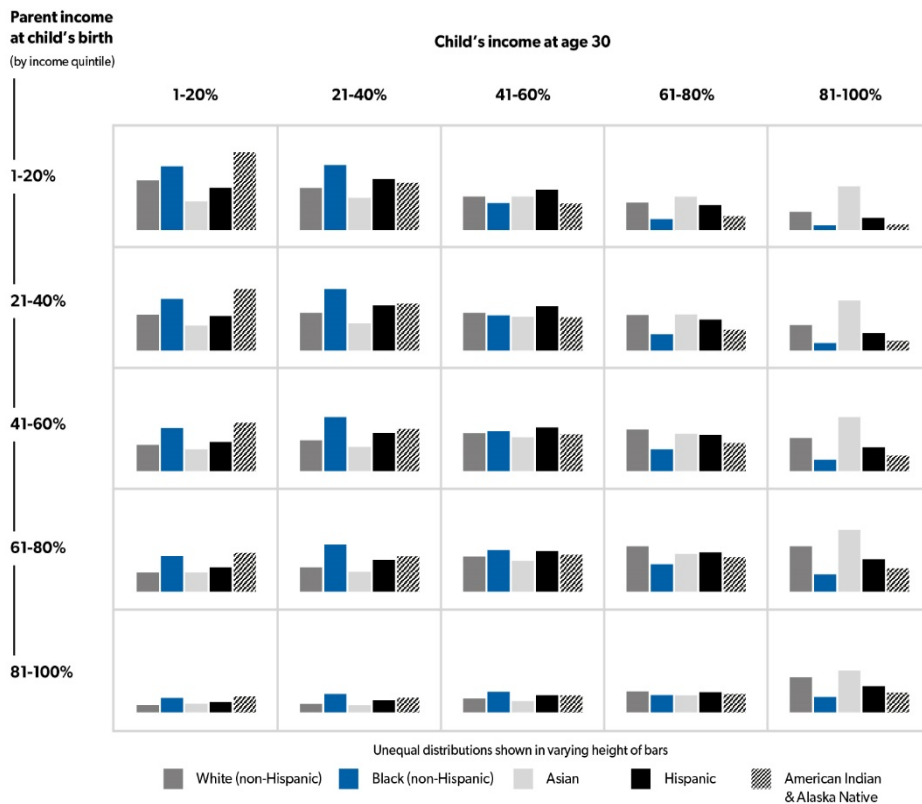 Parent income
at child's birth
(by income quintile)
Child's income at age 30
1-20%
21-40%
41-60%
61-80%
81-100%
1-20%
21-40%
41-60%
61-80%
81-100%
Unequal distributions shown in varying height of bars
White (non-Hispanic)
Black (non-Hispanic)
Asian
Hispanic
American Indian
& Alaska Native